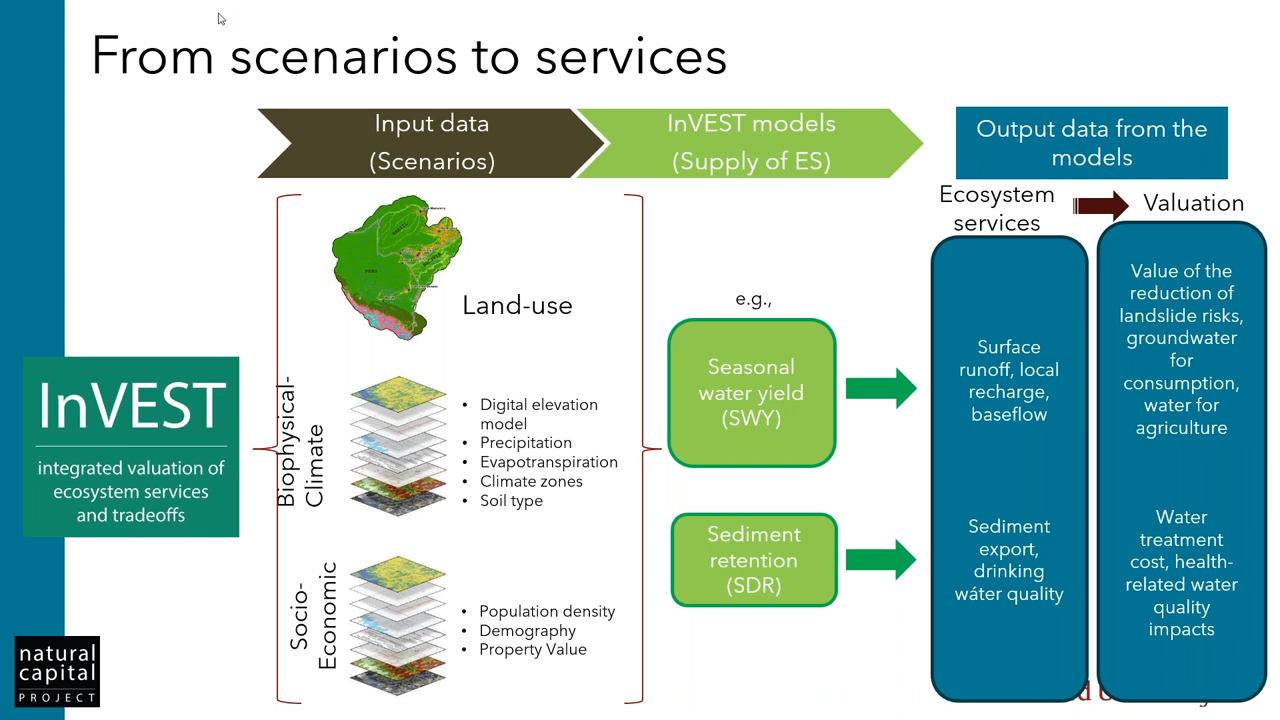 From scenarios to services
Input data
(Scenarios)
InVEST models
(Supply of ES)
Output data from the
models
Ecosystem
services
Valuation
InVEST
integrated valuation of
ecosystem services
and tradeoffs
Land-use
Biophysical-
Climate
• Digital elevation
model
• Precipitation
• Evapotranspiration
• Climate zones
• Soil type
Socio-
Economic
• Population density
• Demography
• Property Value
e.g.,
Seasonal
water yield
(SWY)
Sediment
retention
(SDR)
Surface
runoff, local
recharge,
baseflow
Sediment
export,
drinking
wáter quality
Value of the
reduction of
landslide risks,
groundwater
for
consumption,
water for
agriculture
Water
treatment
cost, health-
related water
quality
impacts
natural
capital
PROJECT